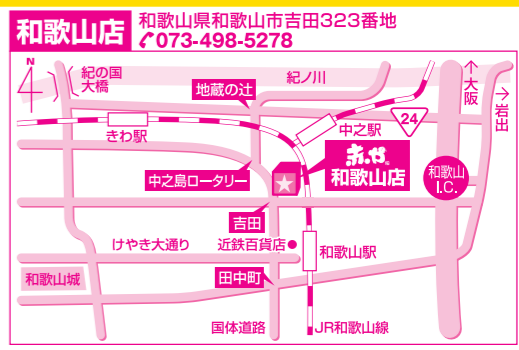 和歌山店
和歌山県和歌山市吉田323番地
073-498-5278
N
紀の国
大橋
地蔵の辻
紀ノ川
↑大阪
→岩出
24
きわ駅
中之駅
赤や
和歌山店
和歌山
I.C.
中之島ロータリー
吉田
けやき大通り
近鉄百貨店
和歌山駅
和歌山城
田中町
国体道路
JR和歌山線